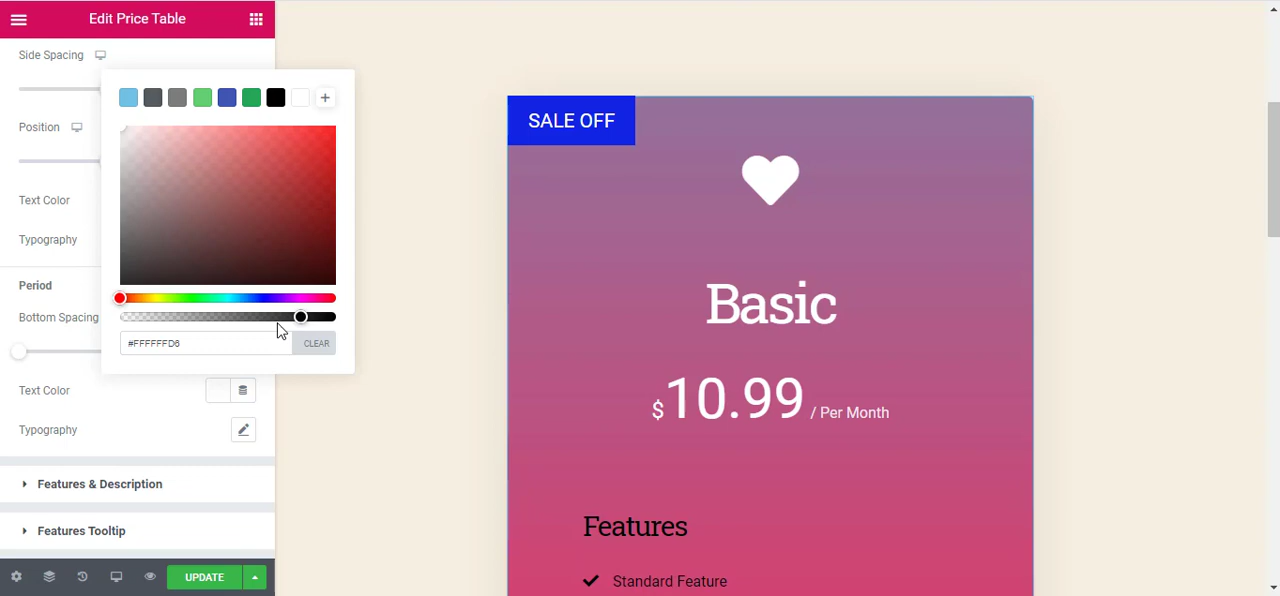 Edit Price Table
Side Spacing
Position
Text Color
Typography
Period
Bottom Spacing
#FFFFFFD6
CLEAR
Text Color
Typography
Features & Description
Features Tooltip
UPDATE
SALE OFF
Basic
$10.99 / Per Month
Features
Standard Feature